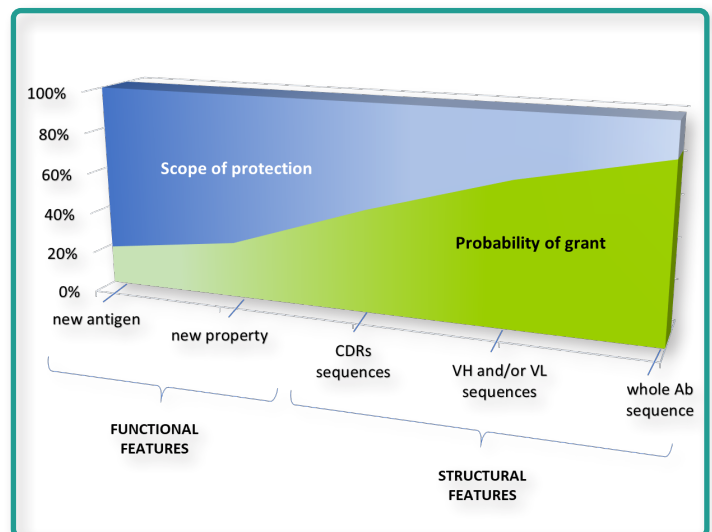 100%
80%
60%
40%
20%
0%
Scope of protection
Probability of grant
new antigen
new property
CDRs
sequences
VH and/or VL
sequences
whole Ab
sequence
FUNCTIONAL
FEATURES
STRUCTURAL
FEATURES